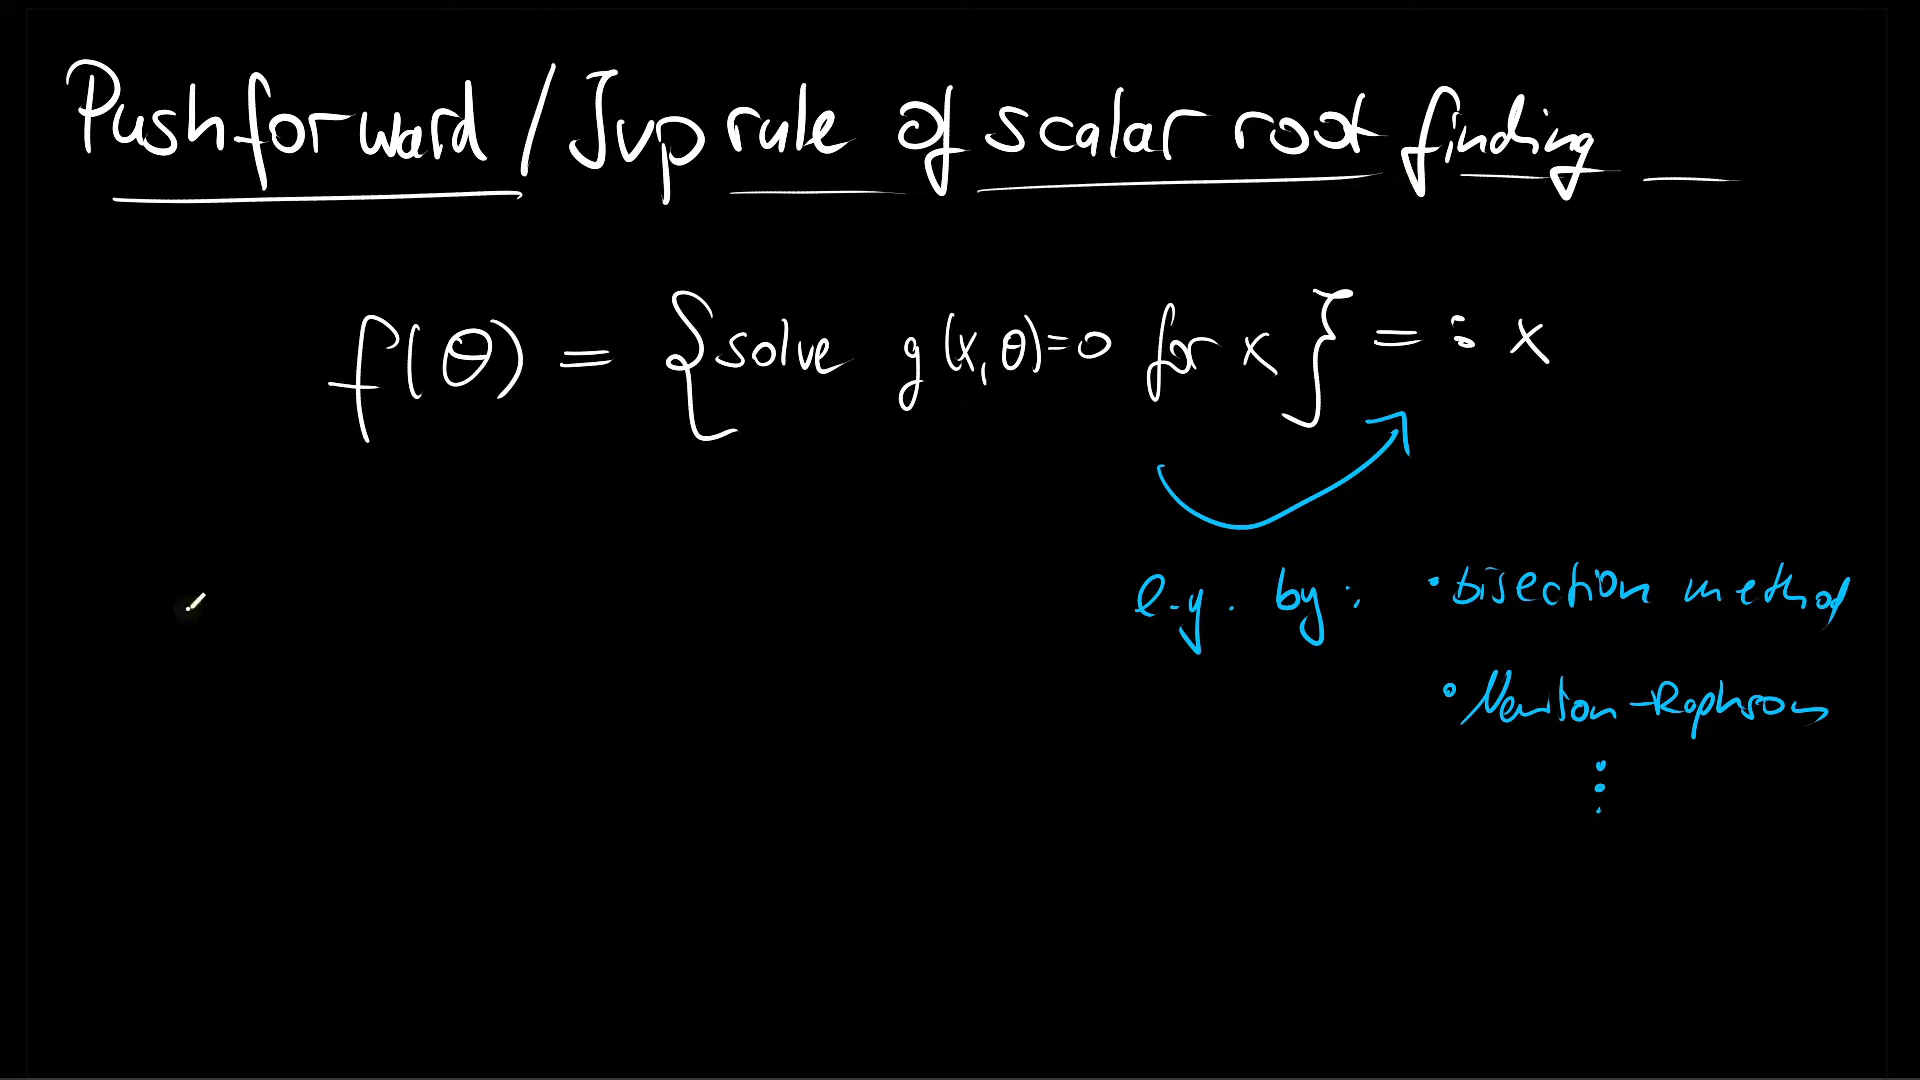 Pushforward / Jvp rule of scalar root finding
f(θ) = {solve g(x,θ)=0 for x} =: x
e.g. by: • bisection method
• Newton-Raphson
⋮